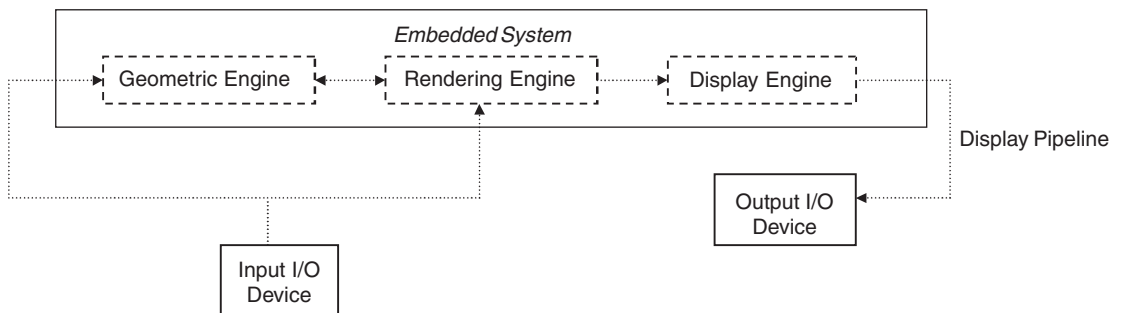 Embedded System
Geometric Engine
Rendering Engine
Display Engine
Display Pipeline
Output I/O
Device
Input I/O
Device